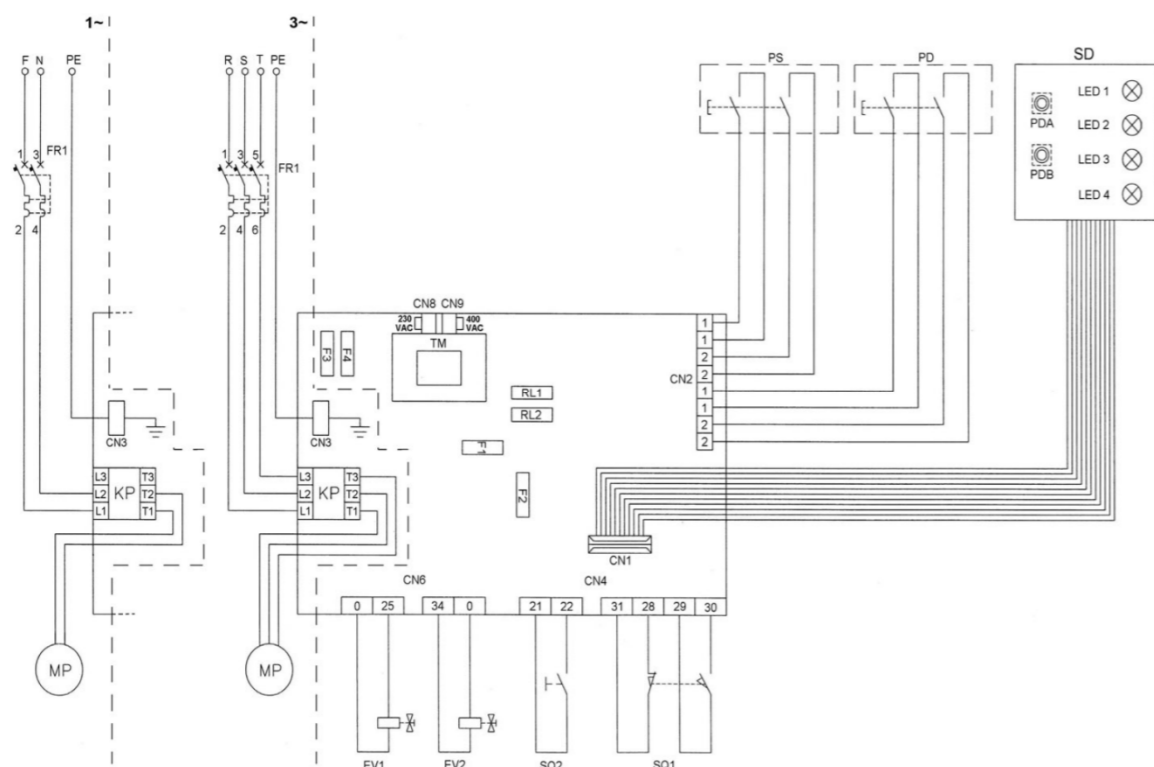 1~ 3~
F N PE R S T PE PS PD SD
LED 1
PDA
LED 2
PDB
LED 3
LED 4
1 3 FR1 1 3 5 FR1
2 4 2 4 6
CN8 CN9
230 VAC 400 VAC
TM
F3 F4
RL1
RL2
F1
F2
CN2
1
1
2
2
1
1
2
2
CN3 CN3
L3 KP T3 L3 KP T3
L2 T2 L2 T2
L1 T1 L1 T1
CN1
CN6 CN4
0 25 34 0 21 22 31 28 29 30
MP MP
EV1 EV2 SQ2 SQ1